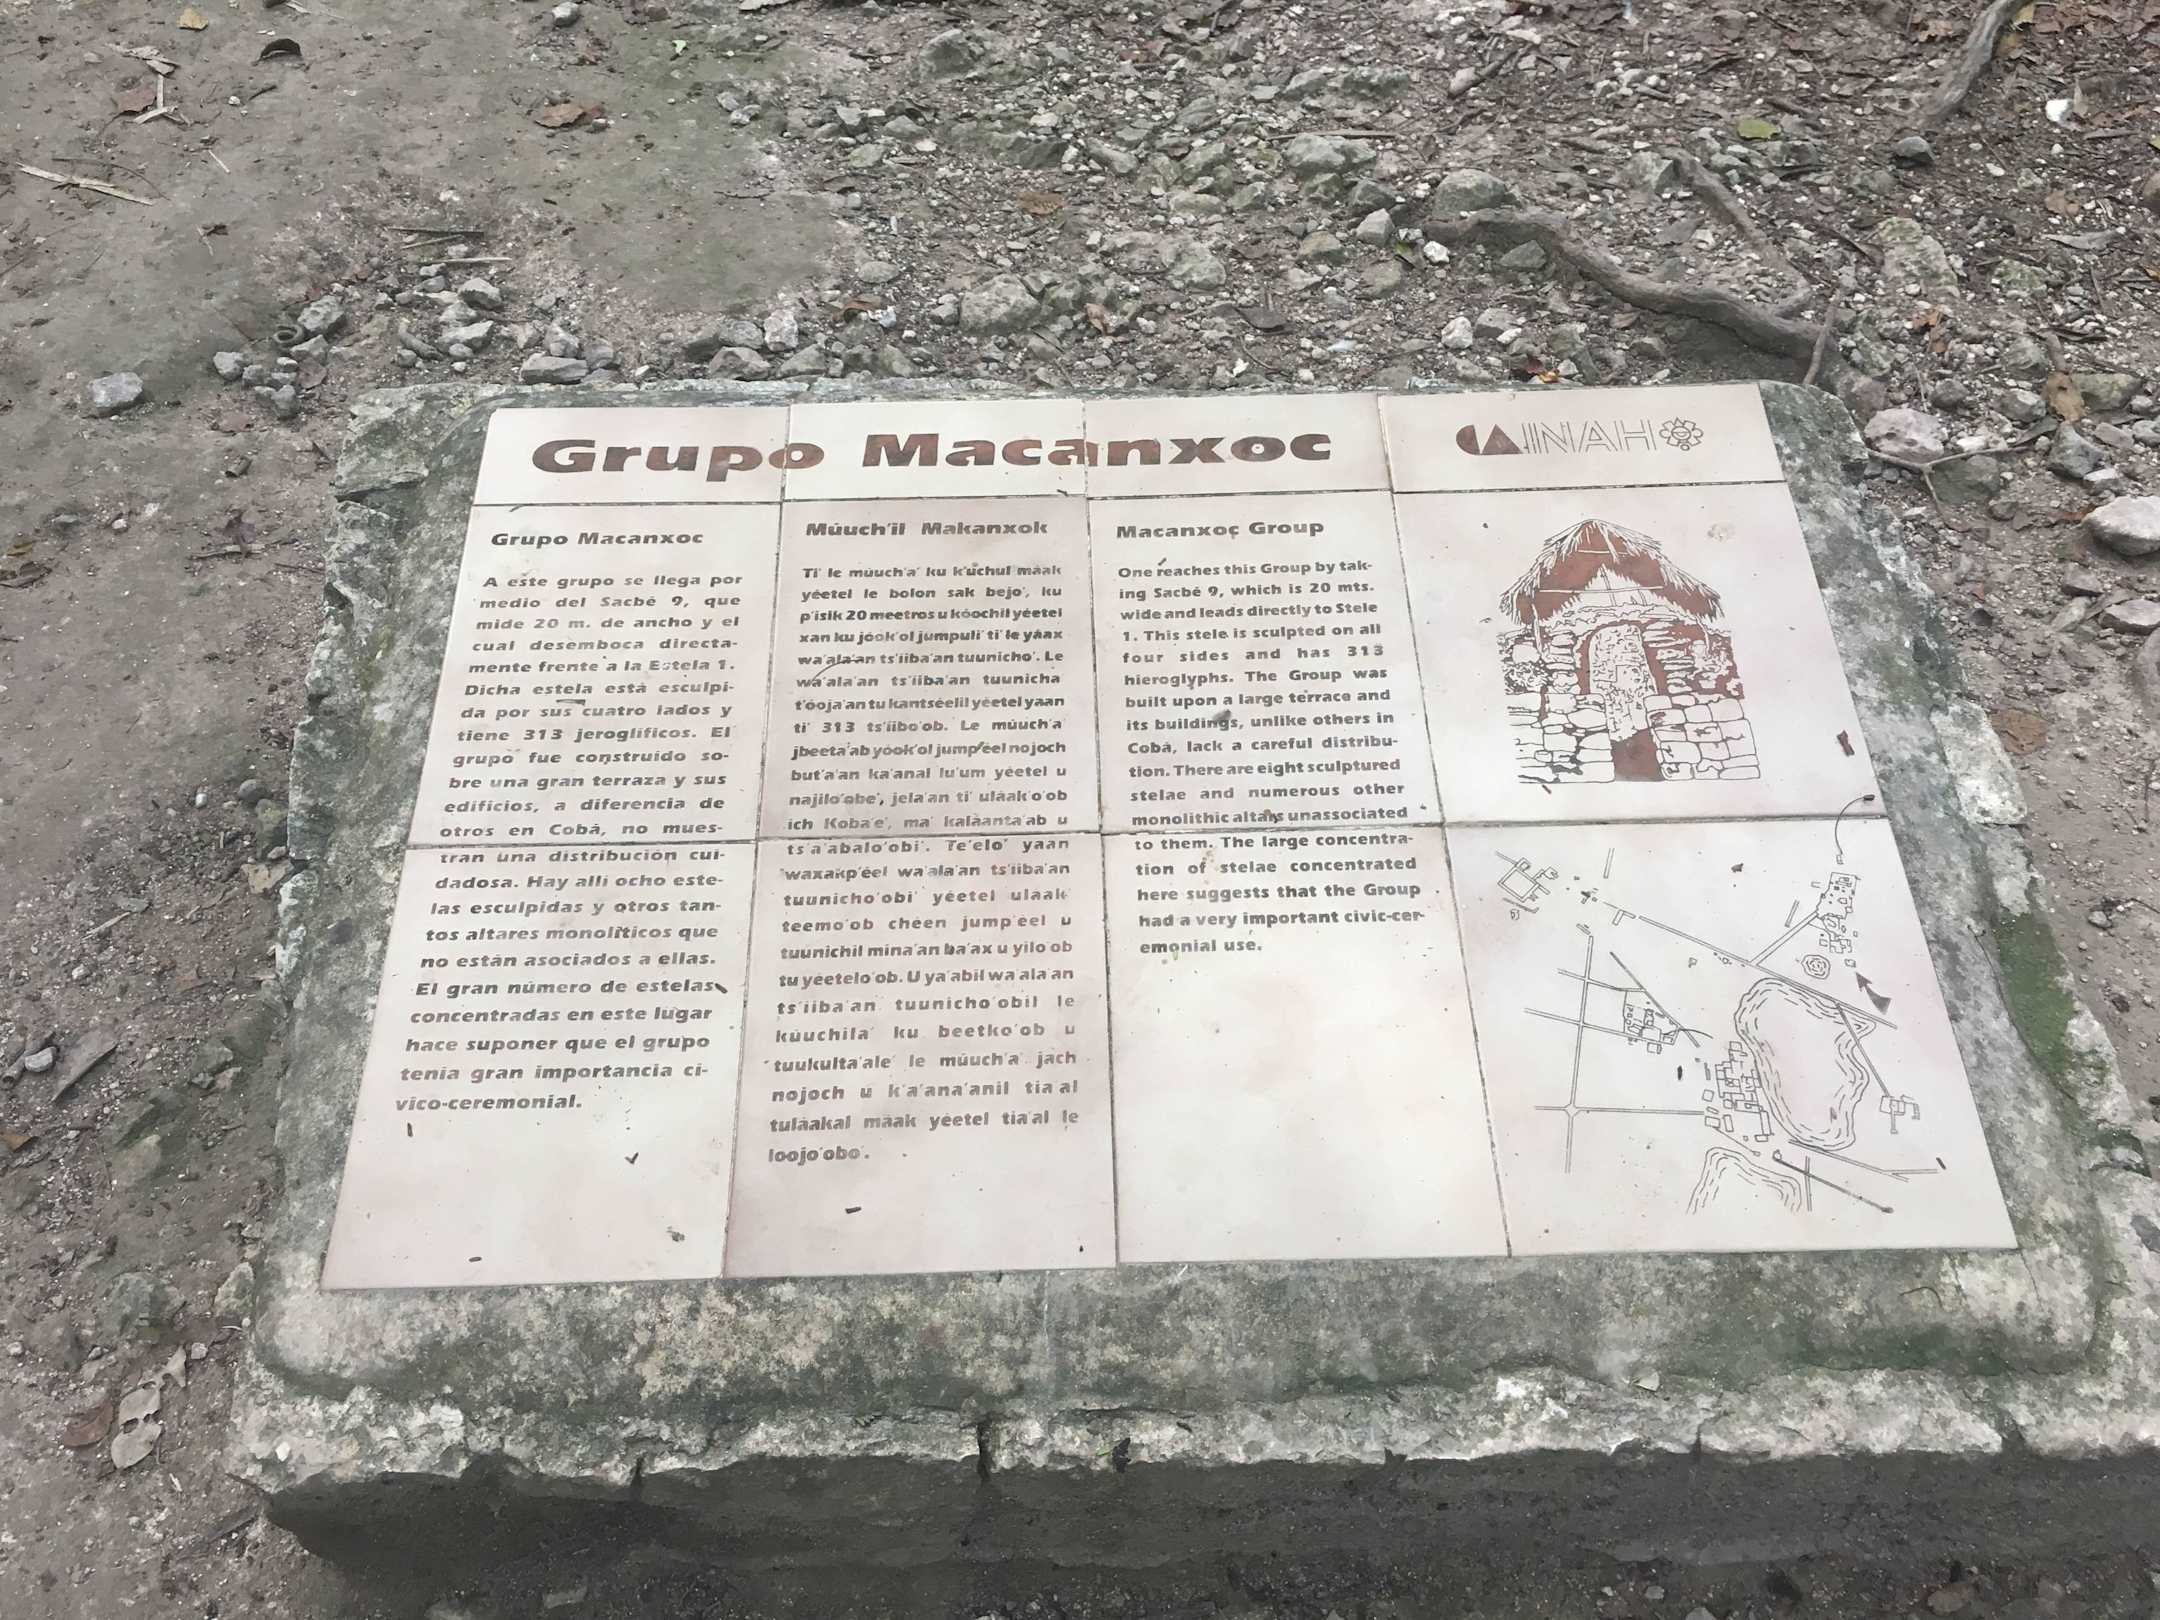 Grupo Macanxoc
INAH
Grupo Macanxoc
A este grupo se llega por
medio del Sacbé 9, que
mide 20 m. de ancho y el
cual desemboca directa-
mente frente a la Estela 1.
Dicha estela está esculpi-
da por sus cuatro lados y
tiene 313 jeroglíficos. El
grupo fue construido so-
bre una gran terraza y sus
edificios, a diferencia de
otros en Cobá, no mues-
tran una distribución cui-
dadosa. Hay allí ocho este-
las esculpidas y otros tan-
tos altares monolíticos que
no están asociados a ellas.
El gran número de estelas
concentradas en este lugar
hace suponer que el grupo
tenía gran importancia cí-
vico-ceremonial.
Múuch'il Makanxok
Ti' le múuch'a' ku k'uchul máak
yéetel le bolon sak bejo', ku
p'isik 20 meetros u kóochil yéetel
xan ku jóok'ol jumpuli' ti' le yáax
wa'ala'an ts'íiba'an tuunicho'. Le
wa'ala'an ts'íiba'an tuunicha
t'óoja'an tu kantséelil yéetel yaan
ti' 313 ts'íibo'ob. Le múuch'a'
jbeeta'ab yóok'ol jump'éel nojoch
but'a'an ka'anal lu'um yéetel u
najilo'obe', jela'an ti' uláak'o'ob
ich Koba'e', ma' kaláanta'ab u
ts'a'abalo'obi'. Te'elo' yaan
waxakp'éel wa'ala'an ts'íiba'an
tuunicho'obi' yéetel uláak'
teemo'ob chéen jump'éel u
tuunichil mina'an ba'ax u yilo'ob
tu yéetelo'ob. U ya'abil wa'ala'an
ts'íiba'an tuunicho'obil le
kúuchila' ku beetko'ob u
tuukulta'ale' le múuch'a' jach
nojoch u k'a'ana'anil tia'al
tuláakal máak yéetel tia'al le
loojo'obo'.
Macanxoc Group
One reaches this Group by tak-
ing Sacbé 9, which is 20 mts.
wide and leads directly to Stele
1. This stele is sculpted on all
four sides and has 313
hieroglyphs. The Group was
built upon a large terrace and
its buildings, unlike others in
Cobá, lack a careful distribu-
tion. There are eight sculptured
stelae and numerous other
monolithic altars unassociated
to them. The large concentra-
tion of stelae concentrated
here suggests that the Group
had a very important civic-cer-
emonial use.